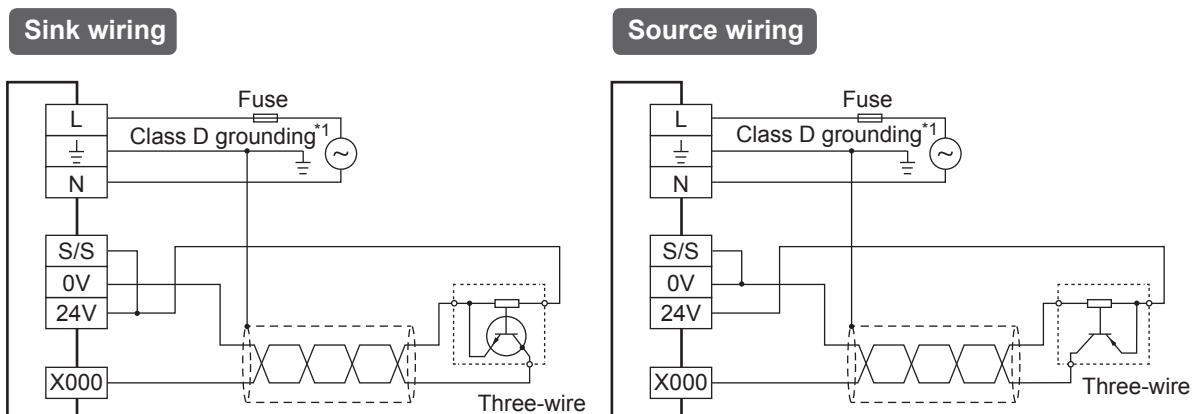 Sink wiring
Source wiring
Fuse
L
Class D grounding*1
~
N
S/S
0V
24V
X000
Three-wire
Fuse
L
Class D grounding*1
~
N
S/S
0V
24V
X000
Three-wire